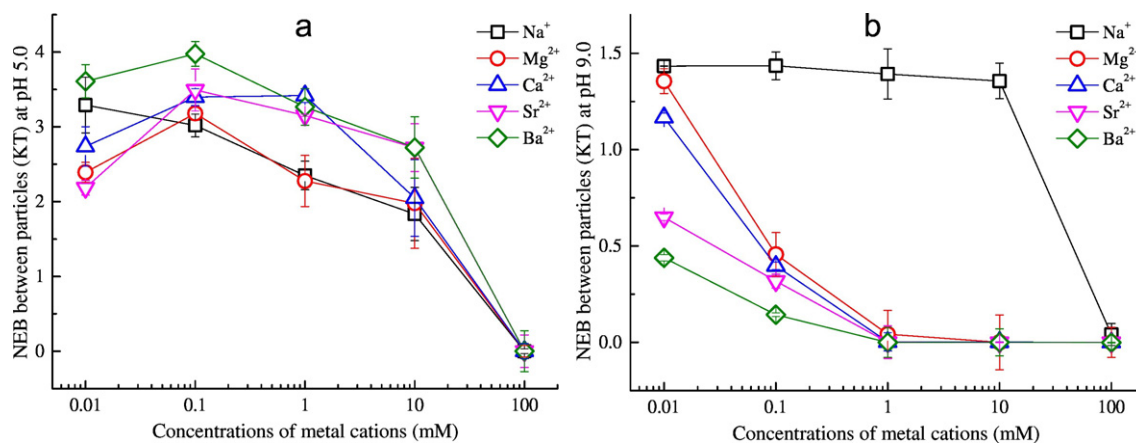 a
NEB between particles (KT) at pH 5.0
4
3
2
1
0
0.01 0.1 1 10 100
Concentrations of metal cations (mM)
Na⁺
Mg²⁺
Ca²⁺
Sr²⁺
Ba²⁺
b
NEB between particles (KT) at pH 9.0
1.5
1.0
0.5
0.0
0.01 0.1 1 10 100
Concentrations of metal cations (mM)
Na⁺
Mg²⁺
Ca²⁺
Sr²⁺
Ba²⁺